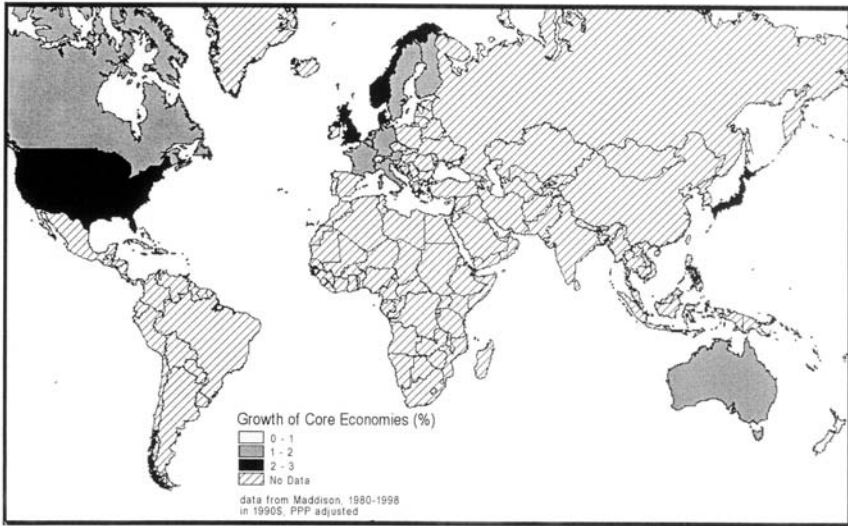 Growth of Core Economies (%)
0 - 1
1 - 2
2 - 3
No Data
data from Maddison, 1980-1998
in 1990$, PPP adjusted